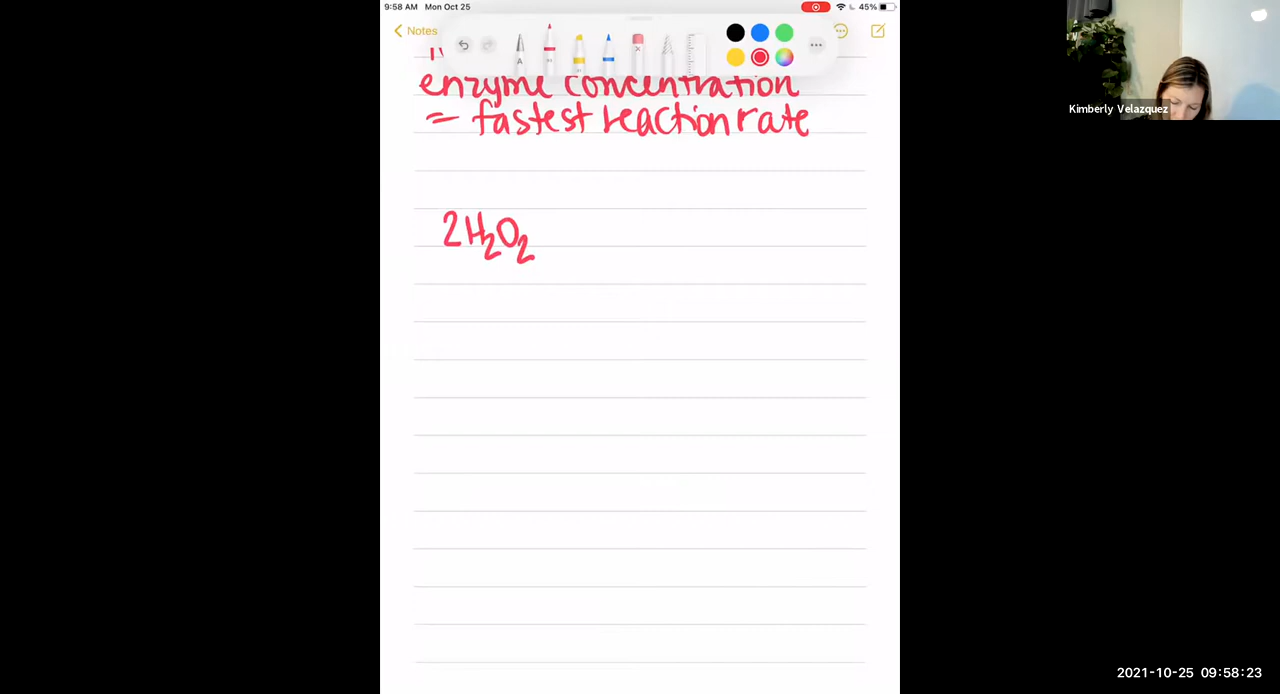 9:58 AM Mon Oct 25
45%
Notes
enzyme concentration
= fastest reaction rate
2H₂O₂
Kimberly Velazquez
2021-10-25 09:58:23